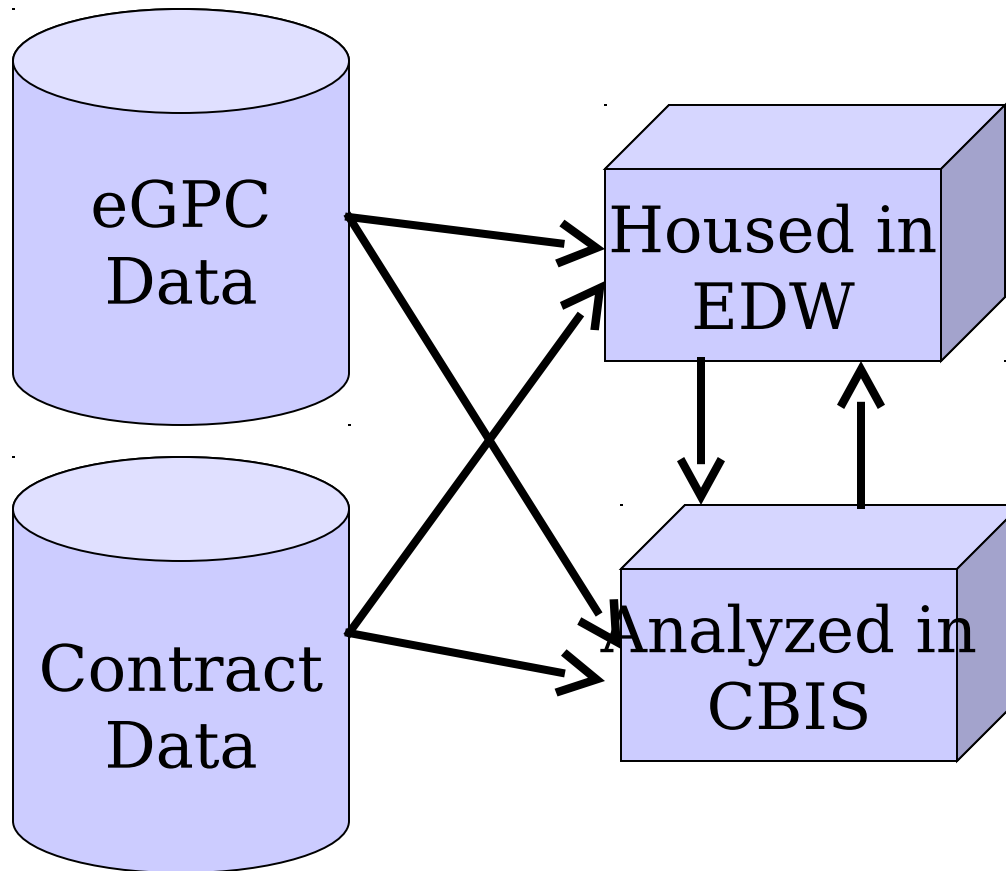 eGPC
Data
Housed in
EDW
Contract
Data
Analyzed in
CBIS